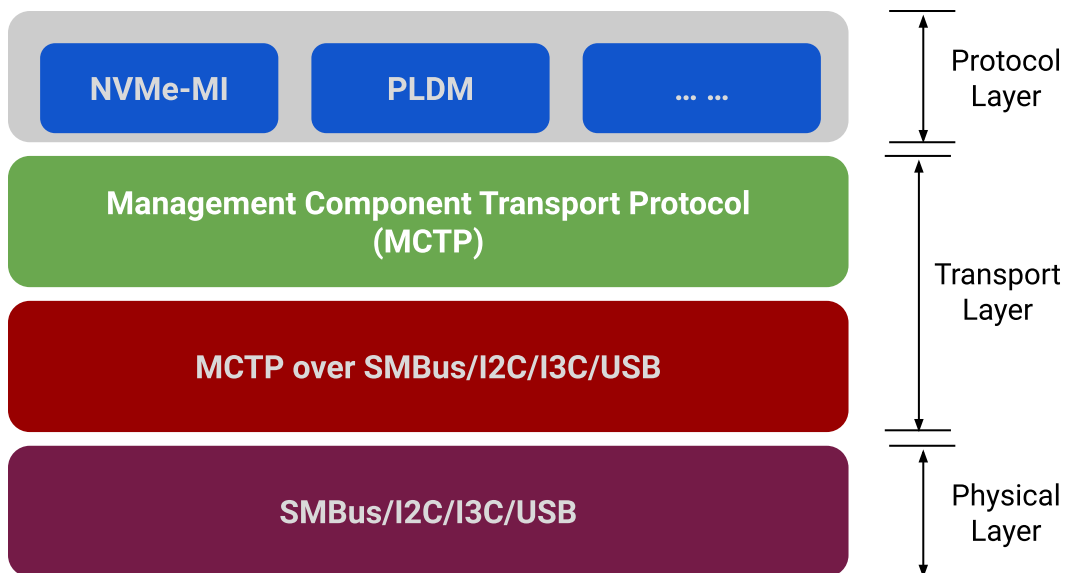 NVMe-MI
PLDM
... ...
Protocol
Layer
Management Component Transport Protocol
(MCTP)
Transport
Layer
MCTP over SMBus/I2C/I3C/USB
SMBus/I2C/I3C/USB
Physical
Layer